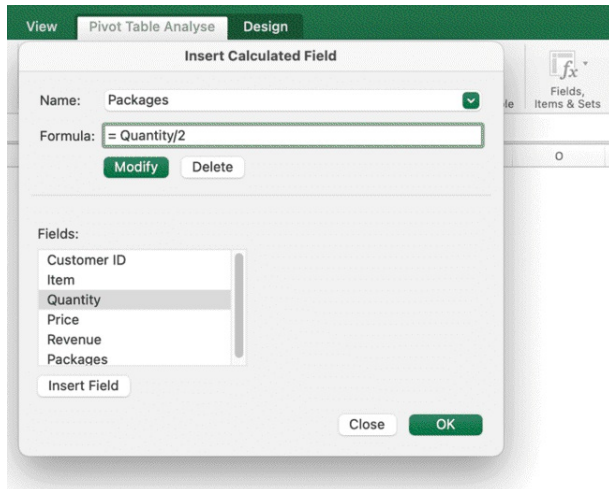 View Pivot Table Analyse Design
Insert Calculated Field
Name: Packages
Formula: = Quantity/2
Modify Delete
Fields:
Customer ID
Item
Quantity
Price
Revenue
Packages
Insert Field
Close OK
fx
Fields,
Items & Sets
O